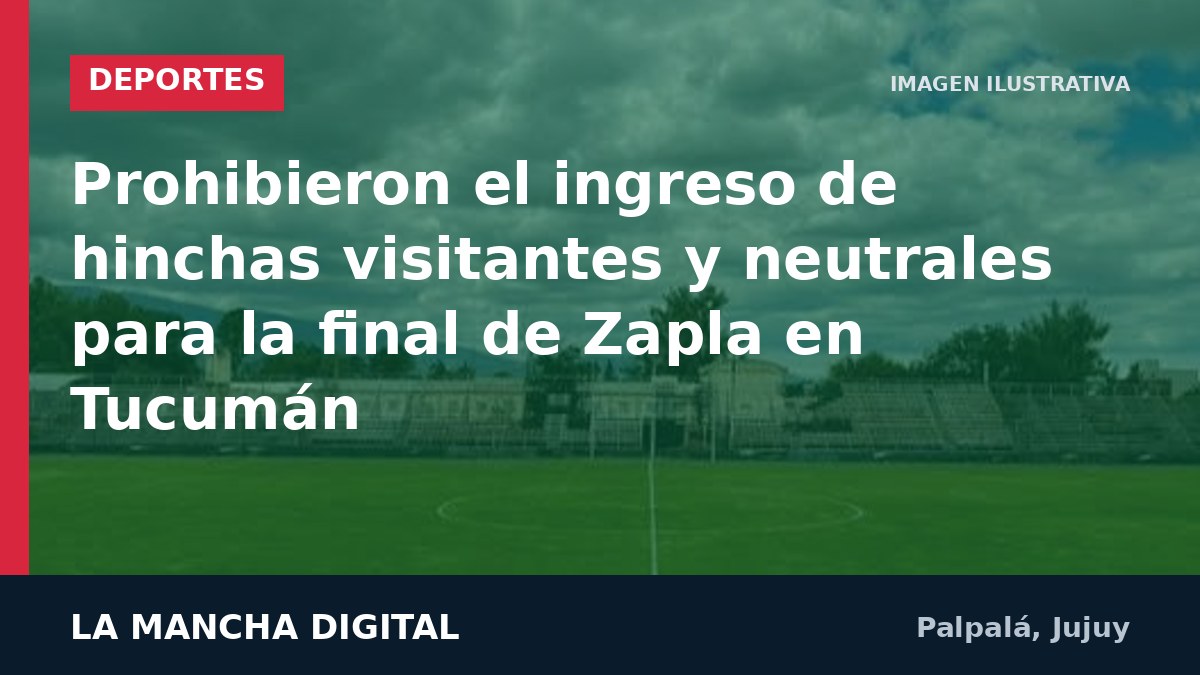 DEPORTES
IMAGEN ILUSTRATIVA
Prohibieron el ingreso de
hinchas visitantes y neutrales
para la final de Zapla en
Tucumán
LA MANCHA DIGITAL
Palpalá, Jujuy